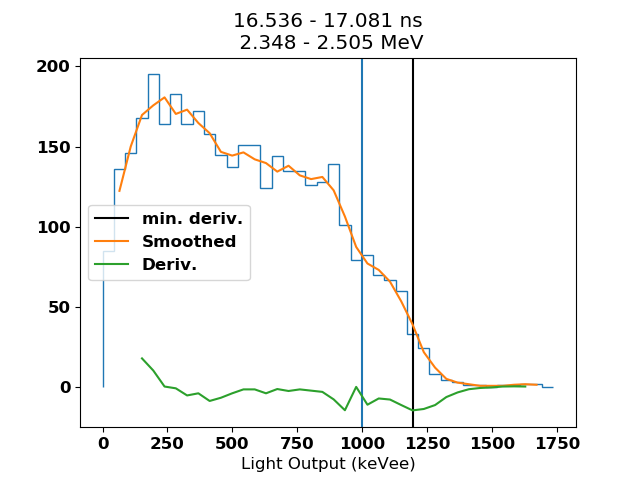 16.536 - 17.081 ns
2.348 - 2.505 MeV
200
150
100
50
0
min. deriv.
Smoothed
Deriv.
0 250 500 750 1000 1250 1500 1750
Light Output (keVee)